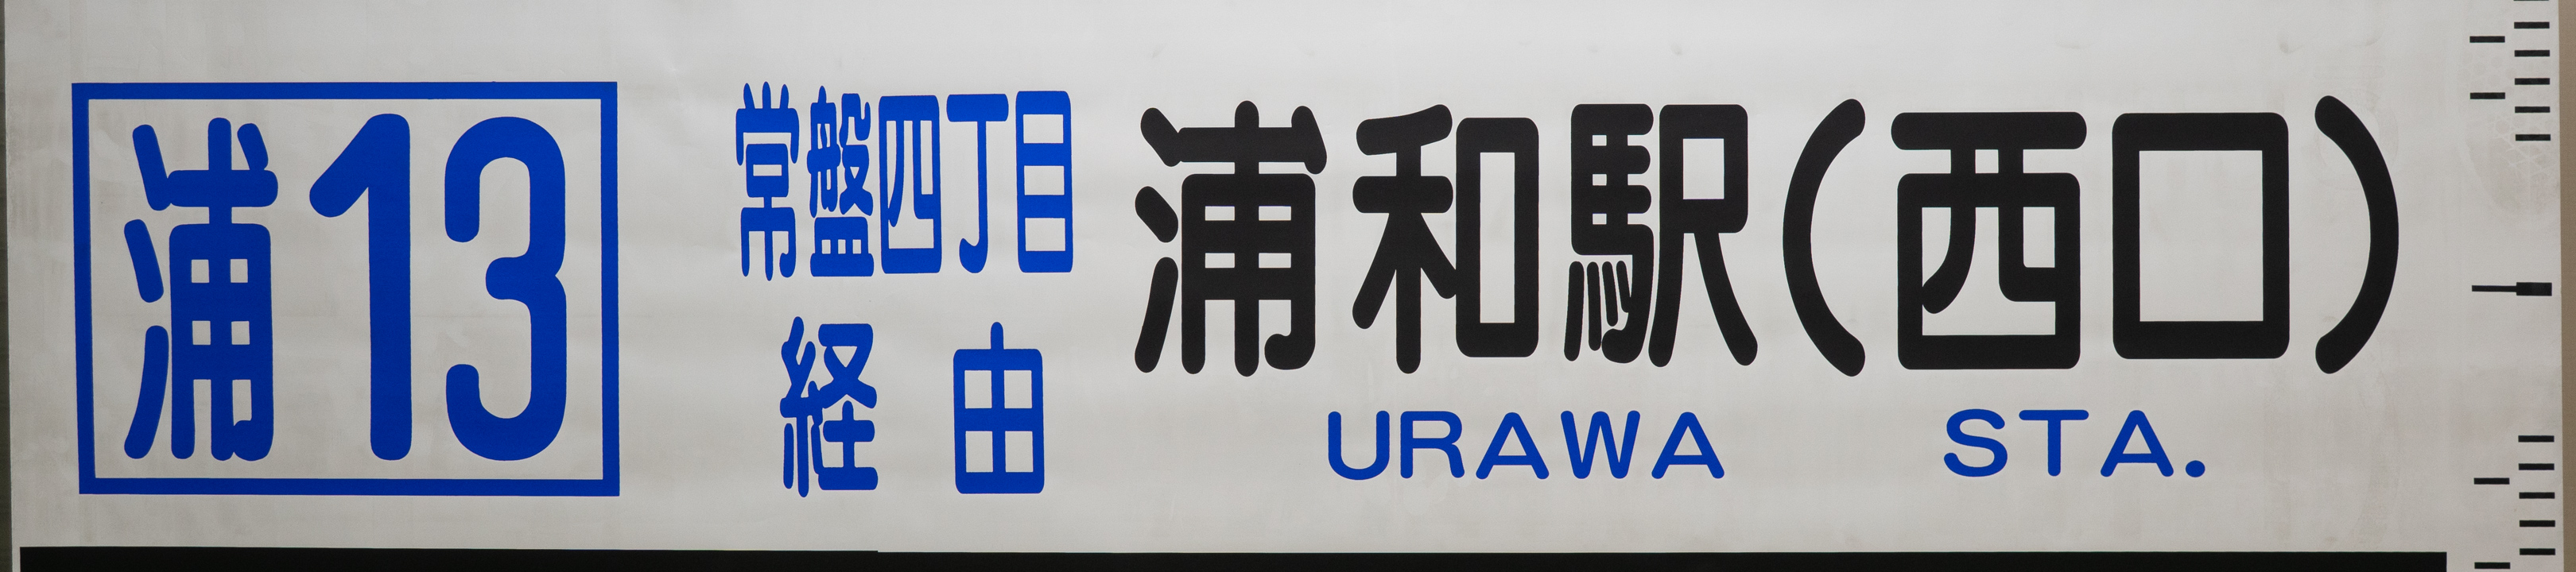 浦13
常盤四丁目
経由
浦和駅(西口)
URAWA STA.